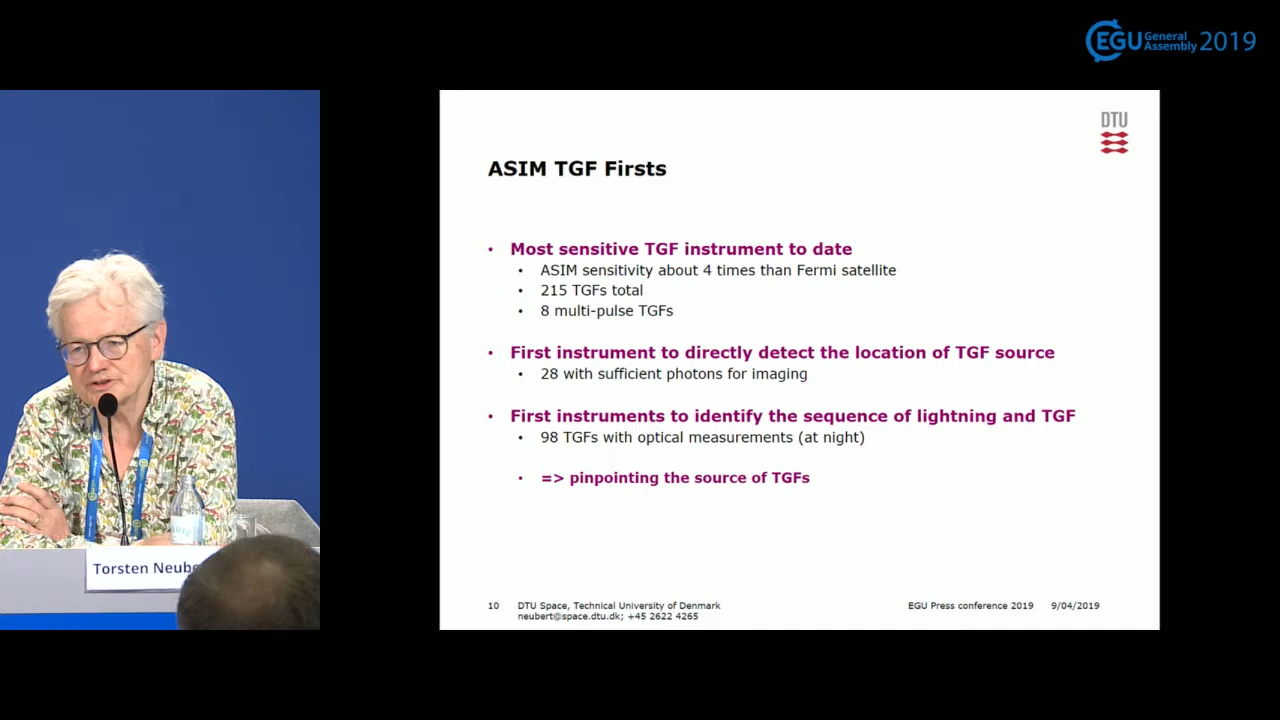 EGU General Assembly 2019
DTU
ASIM TGF Firsts
• Most sensitive TGF instrument to date
• ASIM sensitivity about 4 times than Fermi satellite
• 215 TGFs total
• 8 multi-pulse TGFs
• First instrument to directly detect the location of TGF source
• 28 with sufficient photons for imaging
• First instruments to identify the sequence of lightning and TGF
• 98 TGFs with optical measurements (at night)
• => pinpointing the source of TGFs
Torsten Neube
10 DTU Space, Technical University of Denmark
neubert@space.dtu.dk; +45 2622 4265
EGU Press conference 2019 9/04/2019